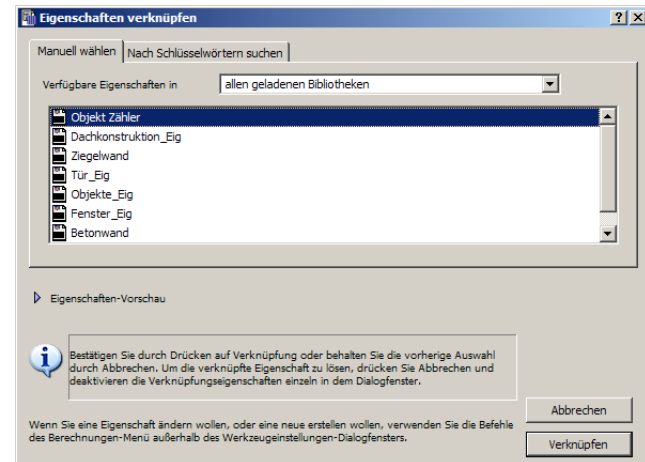 Eigenschaften verknüpfen
Manuell wählen
Nach Schlüsselwörtern suchen
Verfügbare Eigenschaften in
allen geladenen Bibliotheken
Objekt Zähler
Dachkonstruktion_Eig
Ziegelwand
Tür_Eig
Objekte_Eig
Fenster_Eig
Betonwand
Eigenschaften-Vorschau
Bestätigen Sie durch Drücken auf Verknüpfung oder behalten Sie die vorherige Auswahl
durch Abbrechen. Um die verknüpfte Eigenschaft zu lösen, drücken Sie Abbrechen und
deaktivieren die Verknüpfungseigenschaften einzeln in dem Dialogfenster.
Wenn Sie eine Eigenschaft ändern wollen, oder eine neue erstellen wollen, verwenden Sie die Befehle
des Berechnungen-Menü außerhalb des Werkzeugeinstellungen-Dialogfensters.
Abbrechen
Verknüpfen